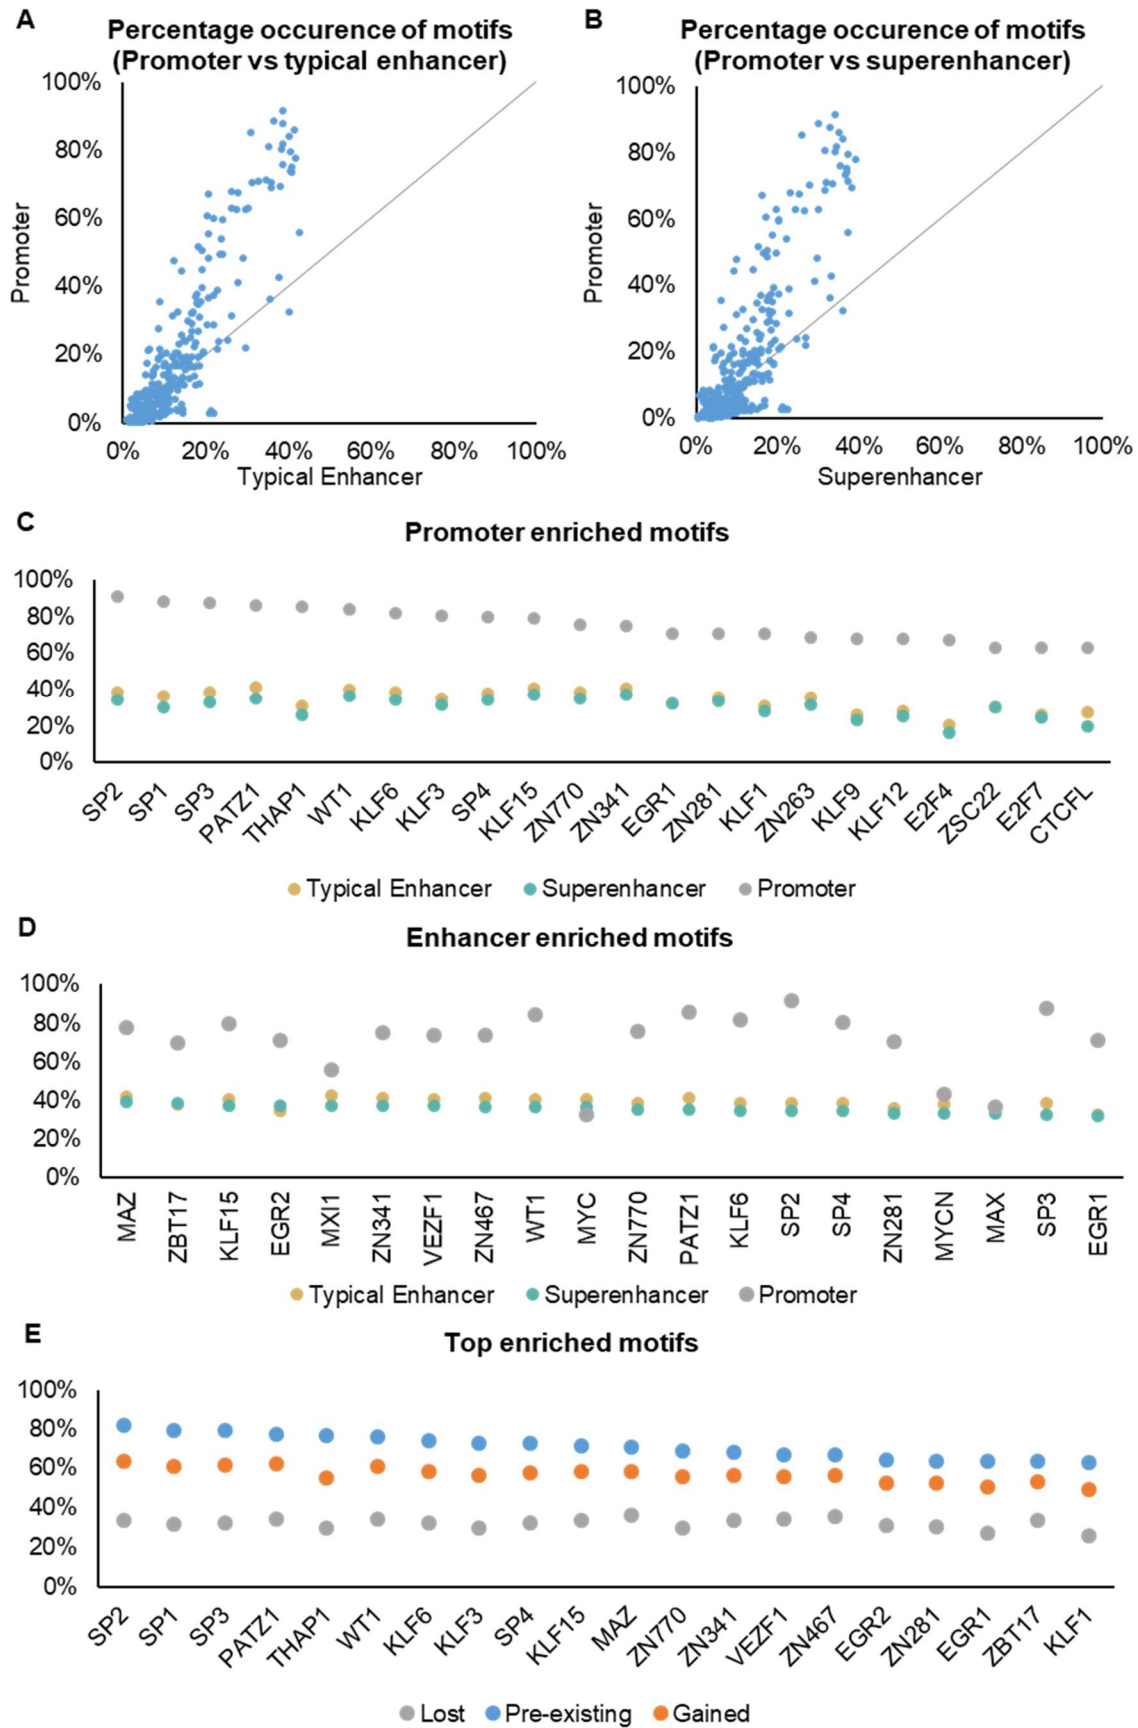 A
Percentage occurence of motifs
(Promoter vs typical enhancer)
100%
80%
60%
40%
20%
0%
Promoter
0% 20% 40% 60% 80% 100%
Typical Enhancer
B
Percentage occurence of motifs
(Promoter vs superenhancer)
100%
80%
60%
40%
20%
0%
Promoter
0% 20% 40% 60% 80% 100%
Superenhancer
C
Promoter enriched motifs
100%
80%
60%
40%
20%
0%
SP2 SP1 SP3 PATZ1 THAP1 WT1 KLF6 KLF3 SP4 KLF15 ZN770 ZN341 EGR1 ZN281 KLF1 ZN263 KLF9 KLF12 E2F4 ZSC22 E2F7 CTCFL
Typical Enhancer Superenhancer Promoter
D
Enhancer enriched motifs
100%
80%
60%
40%
20%
0%
MAZ ZBT17 KLF15 EGR2 MXI1 ZN341 VEZF1 ZN467 WT1 MYC ZN770 PATZ1 KLF6 SP2 SP4 ZN281 MYCN MAX SP3 EGR1
Typical Enhancer Superenhancer Promoter
E
Top enriched motifs
100%
80%
60%
40%
20%
0%
SP2 SP1 SP3 PATZ1 THAP1 WT1 KLF6 KLF3 SP4 KLF15 MAZ ZN770 ZN341 VEZF1 ZN467 EGR2 ZN281 EGR1 ZBT17 KLF1
Lost Pre-existing Gained